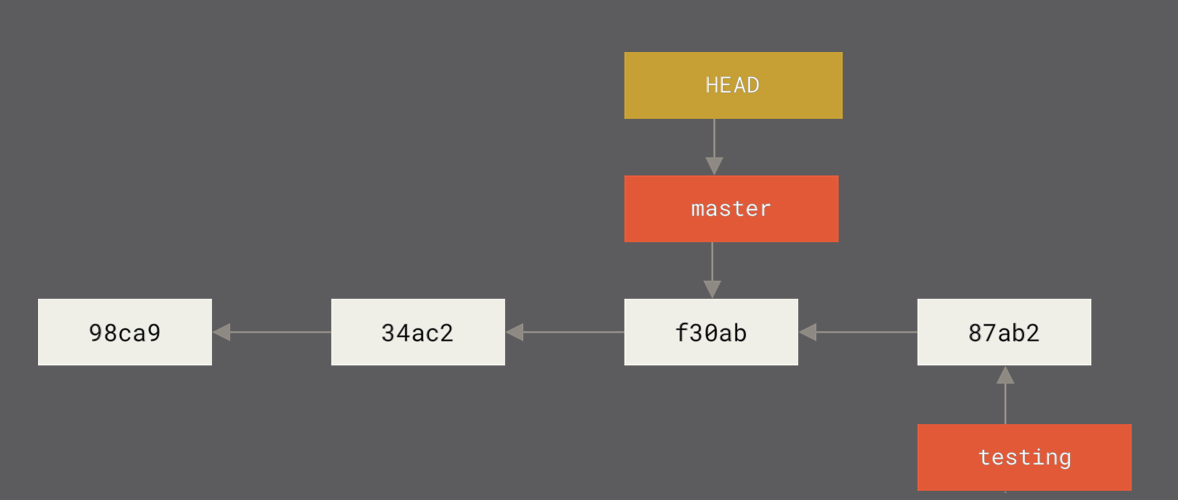 HEAD
master
98ca9
34ac2
f30ab
87ab2
testing